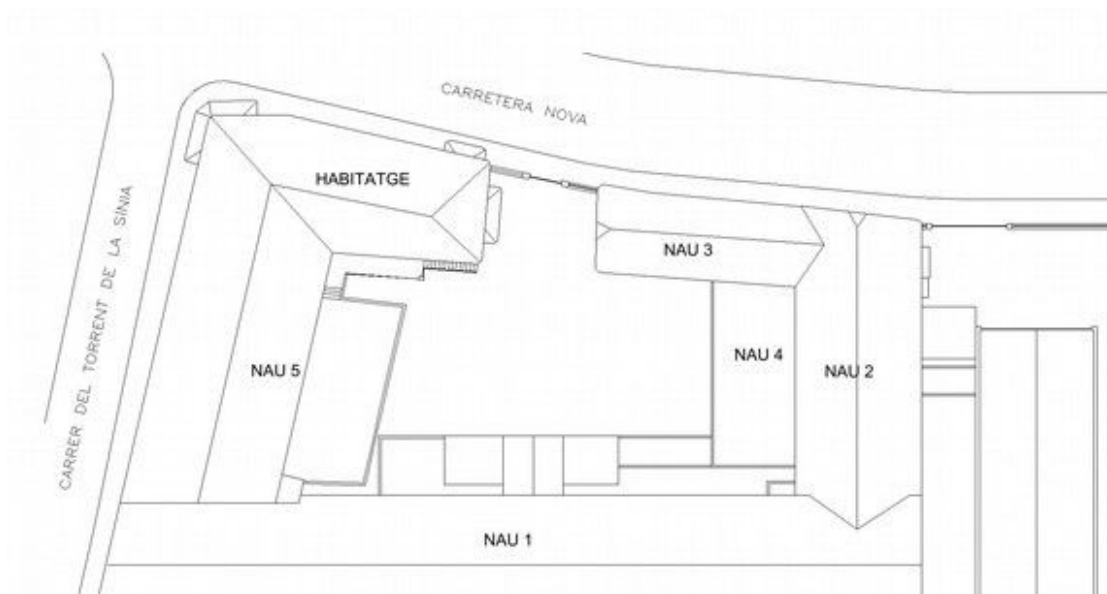 CARRETERA NOVA
HABITATGE
CARRER DEL TORRENT DE LA SÍNIA
NAU 3
NAU 4
NAU 5
NAU 2
NAU 1